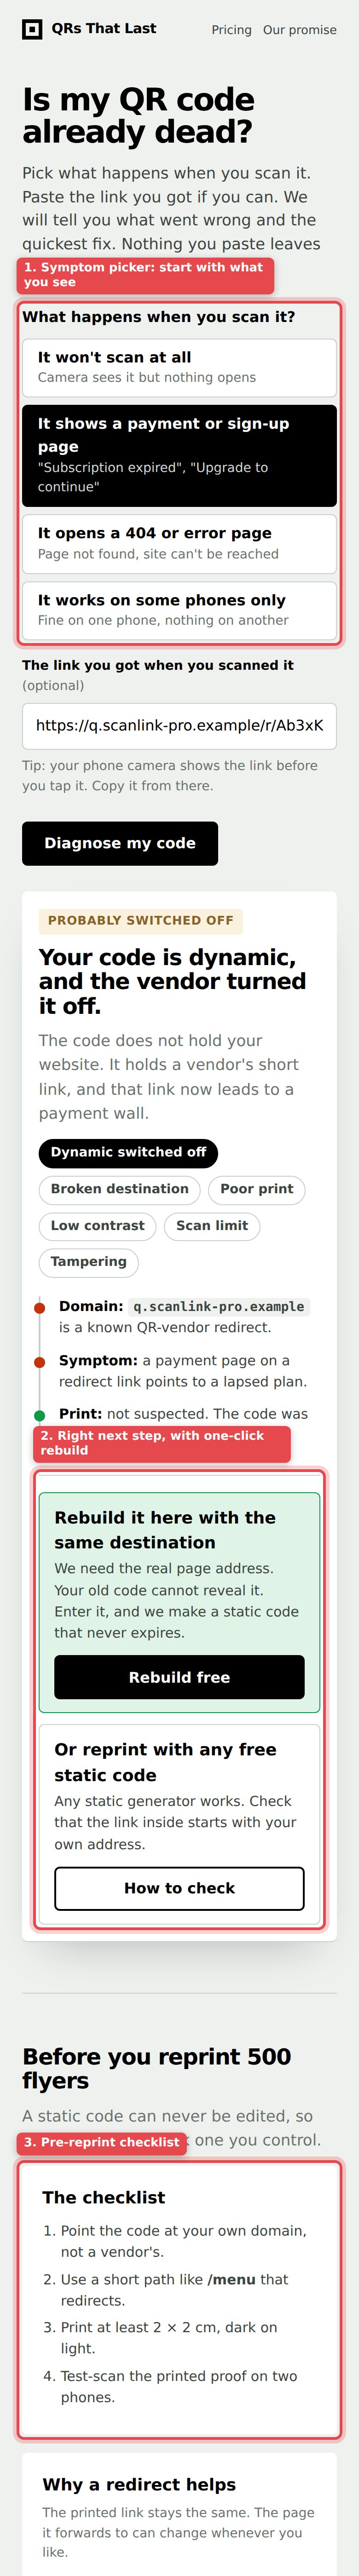 QRs That Last
Pricing Our promise
Is my QR code
already dead?
Pick what happens when you scan it.
Paste the link you got if you can. We
will tell you what went wrong and the
quickest fix. Nothing you paste leaves
1. Symptom picker: start with what
you see
What happens when you scan it?
It won't scan at all
Camera sees it but nothing opens
It shows a payment or sign-up
page
"Subscription expired", "Upgrade to
continue"
It opens a 404 or error page
Page not found, site can't be reached
It works on some phones only
Fine on one phone, nothing on another
The link you got when you scanned it
(optional)
https://q.scanlink-pro.example/r/Ab3xK
Tip: your phone camera shows the link before
you tap it. Copy it from there.
Diagnose my code
PROBABLY SWITCHED OFF
Your code is dynamic,
and the vendor turned
it off.
The code does not hold your
website. It holds a vendor's short
link, and that link now leads to a
payment wall.
Dynamic switched off
Broken destination Poor print
Low contrast Scan limit
Tampering
Domain: q.scanlink-pro.example
is a known QR-vendor redirect.
Symptom: a payment page on a
redirect link points to a lapsed plan.
Print: not suspected. The code was
2. Right next step, with one-click
rebuild
Rebuild it here with the
same destination
We need the real page address.
Your old code cannot reveal it.
Enter it, and we make a static code
that never expires.
Rebuild free
Or reprint with any free
static code
Any static generator works. Check
that the link inside starts with your
own address.
How to check
Before you reprint 500
flyers
A static code can never be edited, so
one you control.
3. Pre-reprint checklist
The checklist
1. Point the code at your own domain,
not a vendor's.
2. Use a short path like /menu that
redirects.
3. Print at least 2 × 2 cm, dark on
light.
4. Test-scan the printed proof on two
phones.
Why a redirect helps
The printed link stays the same. The page
it forwards to can change whenever you
like.